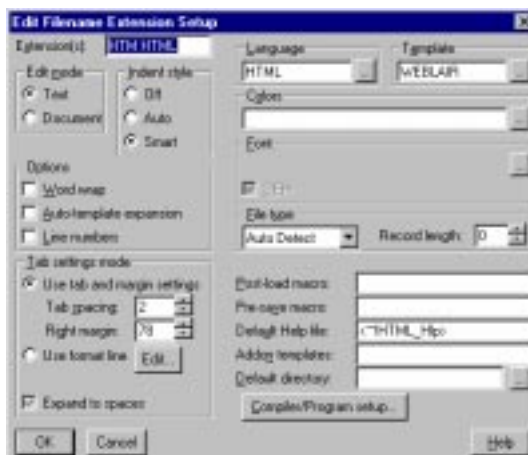 Edit Filename Extension Setup
Extension(s): HTM HTML
Edit mode
Text
Document
Indent style
Off
Auto
Smart
Language
HTML
Template
WEBLAIR
Colors
Font
OEM
Options
Word wrap
Auto-template expansion
Line numbers
File type
Auto Detect
Record length: 0
Tab settings mode
Use tab and margin settings
Tab spacing: 2
Right margin: 78
Use format line Edit...
Expand to spaces
Post-load macro:
Pre-save macro:
Default Help file:
Addon templates:
Default directory:
Compiler/Program setup...
OK
Cancel
Help